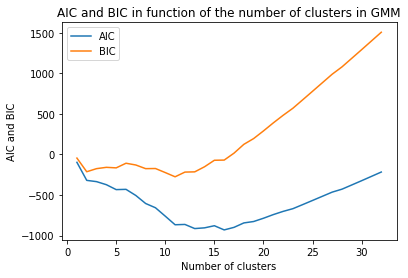 AIC and BIC in function of the number of clusters in GMM
AIC
BIC
1500
1000
500
0
−500
−1000
AIC and BIC
0
5
10
15
20
25
30
Number of clusters